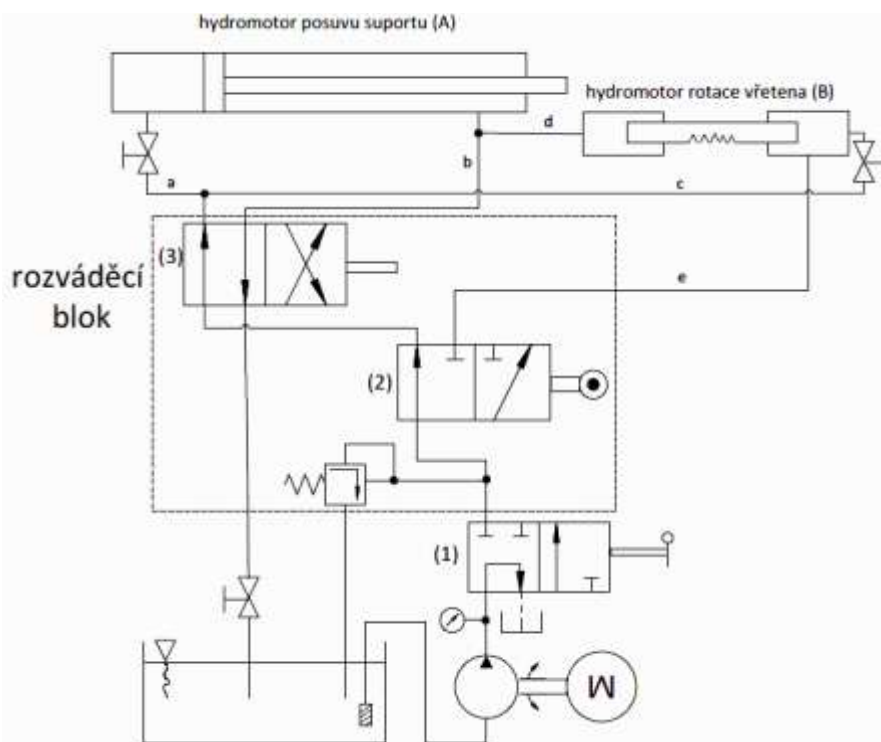 hydromotor posuvu suportu (A)
hydromotor rotace vřetena (B)
d
b
a
c
(3)
rozváděcí
blok
e
(2)
(1)
M